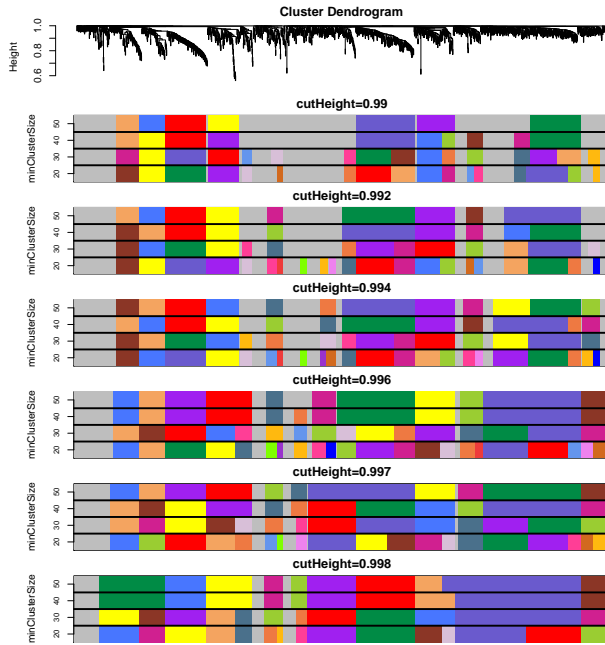 Cluster Dendrogram
Height
1.0
0.8
0.6
cutHeight=0.99
minClusterSize
50
40
30
20
cutHeight=0.992
minClusterSize
50
40
30
20
cutHeight=0.994
minClusterSize
50
40
30
20
cutHeight=0.996
minClusterSize
50
40
30
20
cutHeight=0.997
minClusterSize
50
40
30
20
cutHeight=0.998
minClusterSize
50
40
30
20